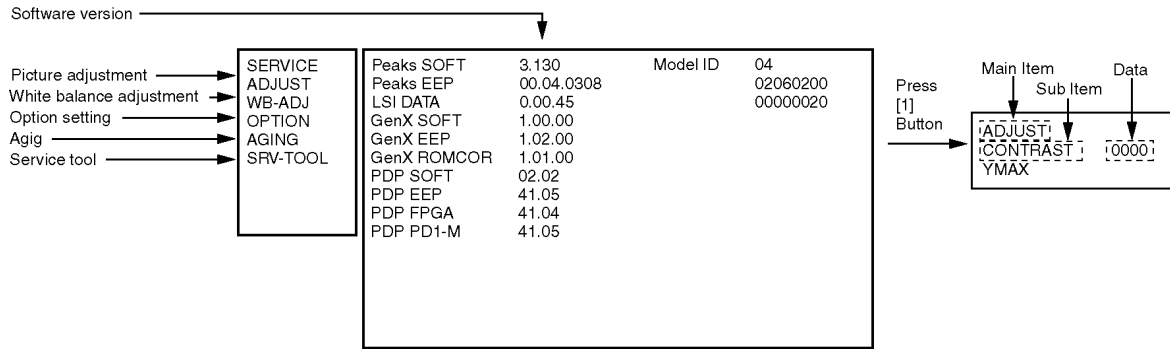 Software version
Picture adjustment
White balance adjustment
Option setting
Agig
Service tool
SERVICE
ADJUST
WB-ADJ
OPTION
AGING
SRV-TOOL
Peaks SOFT 3.130 Model ID 04
Peaks EEP 00.04.0308 02060200
LSI DATA 0.00.45 00000020
GenX SOFT 1.00.00
GenX EEP 1.02.00
GenX ROMCOR 1.01.00
PDP SOFT 02.02
PDP EEP 41.05
PDP FPGA 41.04
PDP PD1-M 41.05
Press
[1]
Button
Main Item
Sub Item
Data
ADJUST
CONTRAST 0000
YMAX